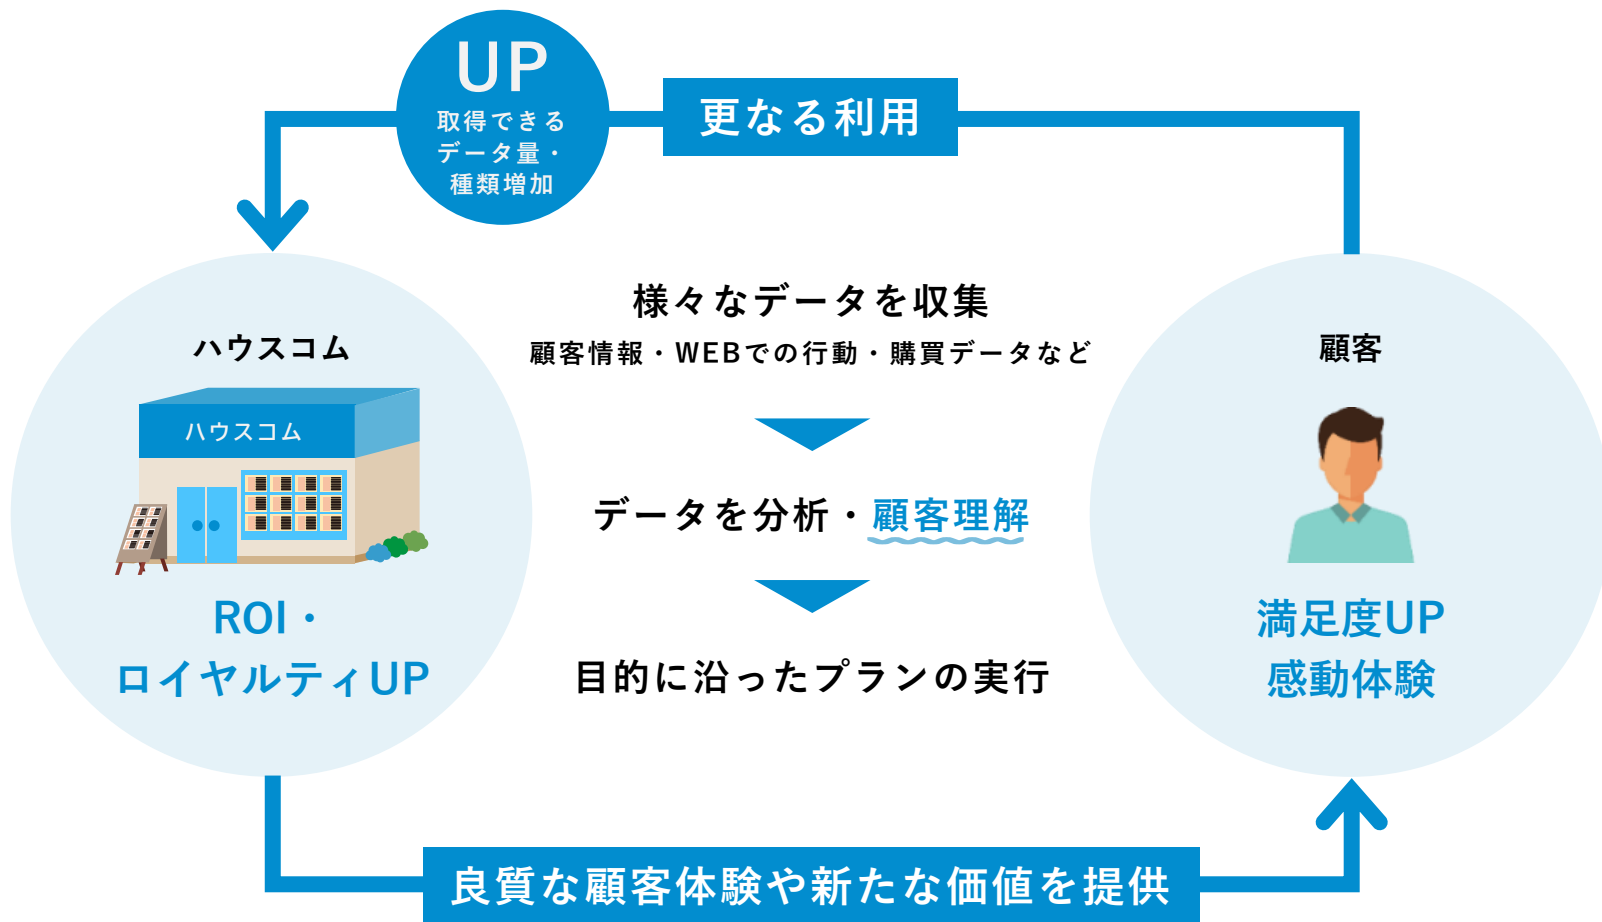 UP
取得できる
データ量・
種類増加
更なる利用
ハウスコム
ハウスコム
ROI・
ロイヤルティUP
様々なデータを収集
顧客情報・WEBでの行動・購買データなど
データを分析・顧客理解
目的に沿ったプランの実行
顧客
満足度UP
感動体験
良質な顧客体験や新たな価値を提供